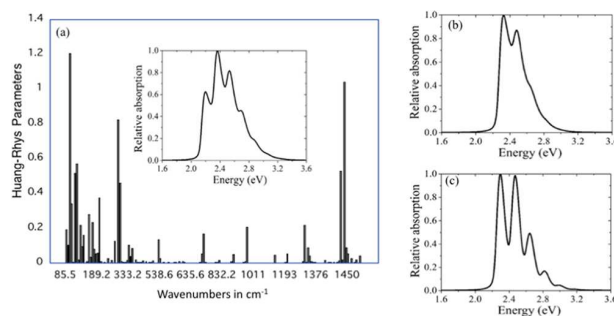 (a)
Huang-Rhys Parameters
1.4
1.2
1
0.8
0.6
0.4
0.2
0
85.5 189.2 333.2 538.6 635.6 832.2 1011 1193 1376 1450
Wavenumbers in cm-1
Relative absorption
1.0
0.8
0.6
0.4
0.2
0.0
1.6 2.0 2.4 2.8 3.2 3.6
Energy (eV)
(b)
Relative absorption
1.0
0.8
0.6
0.4
0.2
0.0
1.6 2.0 2.4 2.8 3.2 3.6
Energy (eV)
(c)
Relative absorption
1.0
0.8
0.6
0.4
0.2
0.0
1.6 2.0 2.4 2.8 3.2 3.6
Energy (eV)